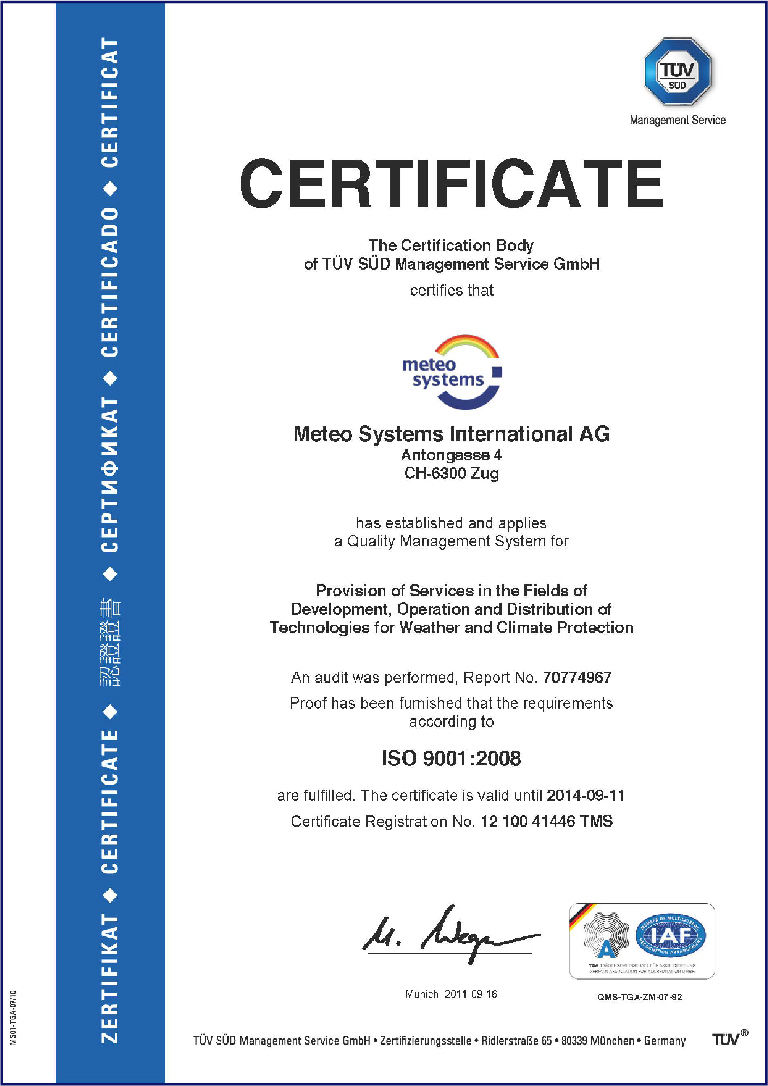 ZERTIFIKAT ◆ CERTIFICATE ◆ 認證證書 ◆ СЕРТИФИКАТ ◆ CERTIFICADO ◆ CERTIFICAT
TÜV
SÜD
Management Service
CERTIFICATE
The Certification Body
of TÜV SÜD Management Service GmbH
certifies that
meteo
systems
Meteo Systems International AG
Antongasse 4
CH-6300 Zug
has established and applies
a Quality Management System for
Provision of Services in the Fields of
Development, Operation and Distribution of
Technologies for Weather and Climate Protection
An audit was performed, Report No. 70774967
Proof has been furnished that the requirements
according to
ISO 9001:2008
are fulfilled. The certificate is valid until 2014-09-11
Certificate Registration No. 12 100 41446 TMS
M.
Munich, 2011-09-16
IAF
QMS-TGA-ZM-07-92
TÜV SÜD Management Service GmbH • Zertifizierungsstelle • Ridlerstraße 65 • 80339 München • Germany
TÜV®